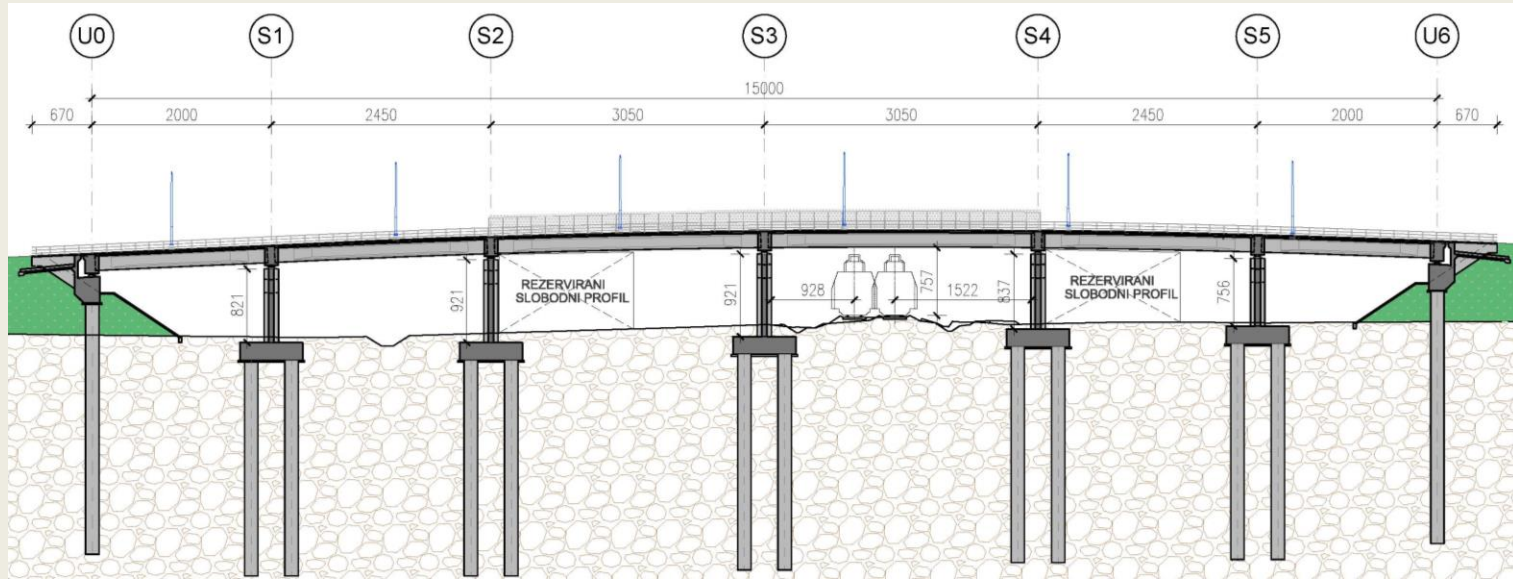 U0 S1 S2 S3 S4 S5 U6
15000
670 2000 2450 3050 3050 2450 2000 670
821
921
REZERVIRANI
SLOBODNI PROFIL
921
928
757
1522
837
REZERVIRANI
SLOBODNI PROFIL
756